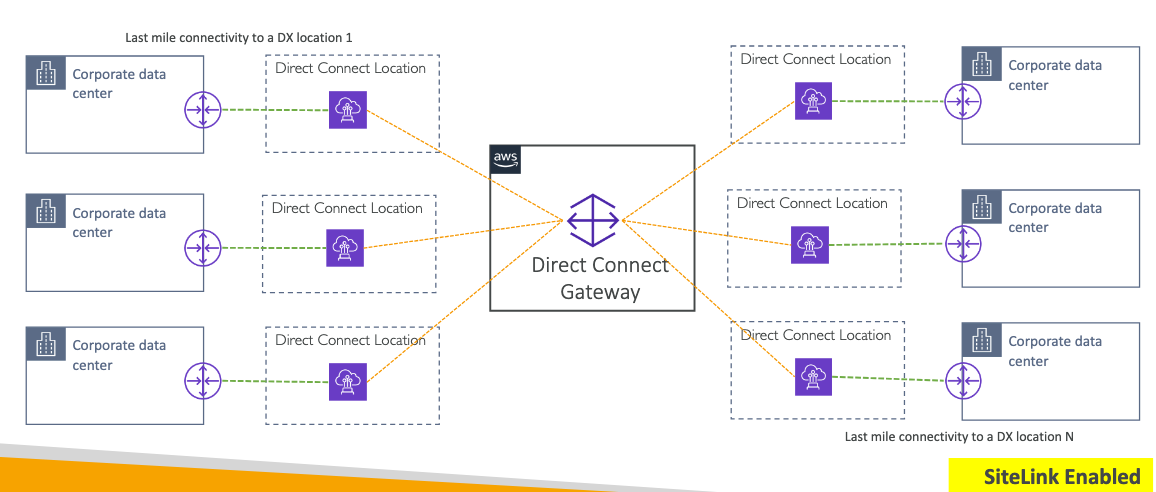 Last mile connectivity to a DX location 1
Corporate data
center
Direct Connect Location
Direct Connect Location
Corporate data
center
aws
Corporate data
center
Direct Connect Location
Direct Connect Location
Corporate data
center
Direct Connect
Gateway
Corporate data
center
Direct Connect Location
Direct Connect Location
Corporate data
center
Last mile connectivity to a DX location N
SiteLink Enabled